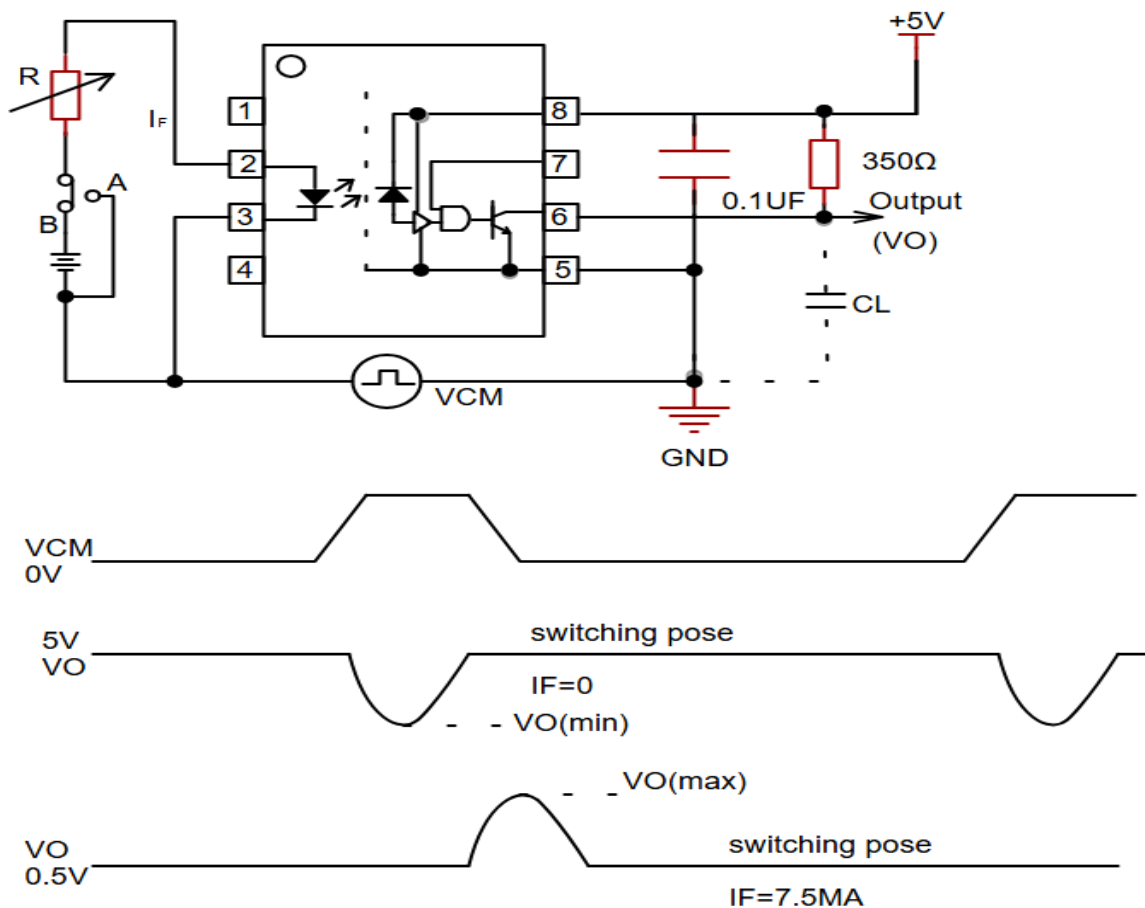 +5V
R
IF
1
8
2
7
350Ω
A
3
6
0.1UF
Output
B
(VO)
4
5
CL
VCM
GND
VCM
0V
5V
switching pose
VO
IF=0
VO(min)
VO(max)
VO
switching pose
0.5V
IF=7.5MA